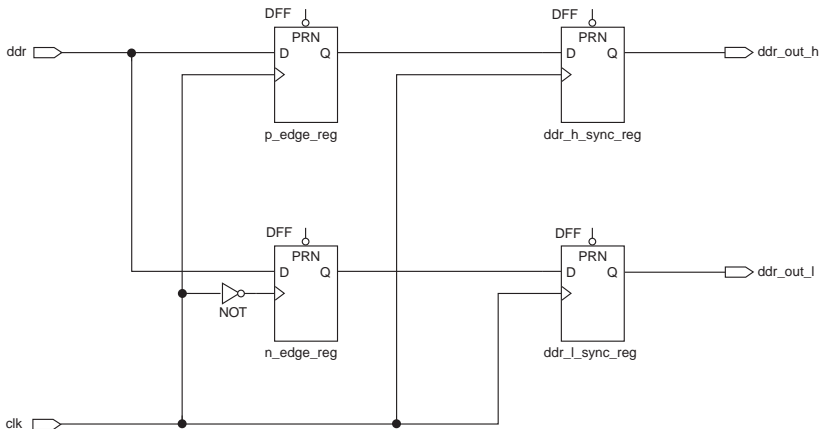 DFF
DFF
PRN
PRN
ddr
D Q
D Q
ddr_out_h
p_edge_reg
ddr_h_sync_reg
DFF
DFF
PRN
PRN
D Q
D Q
ddr_out_l
NOT
n_edge_reg
ddr_l_sync_reg
clk